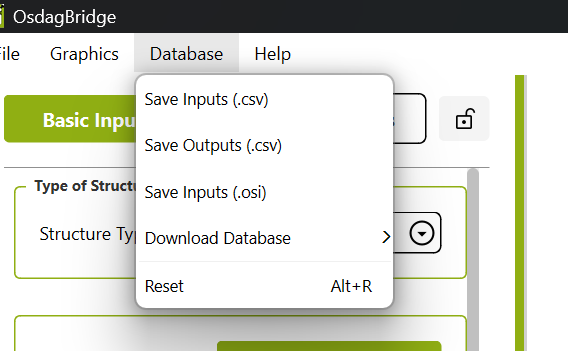 OsdagBridge
File Graphics Database Help
Save Inputs (.csv)
Basic Inpu
Save Outputs (.csv)
Type of Structu
Save Inputs (.osi)
Structure Typ
Download Database
Reset Alt+R